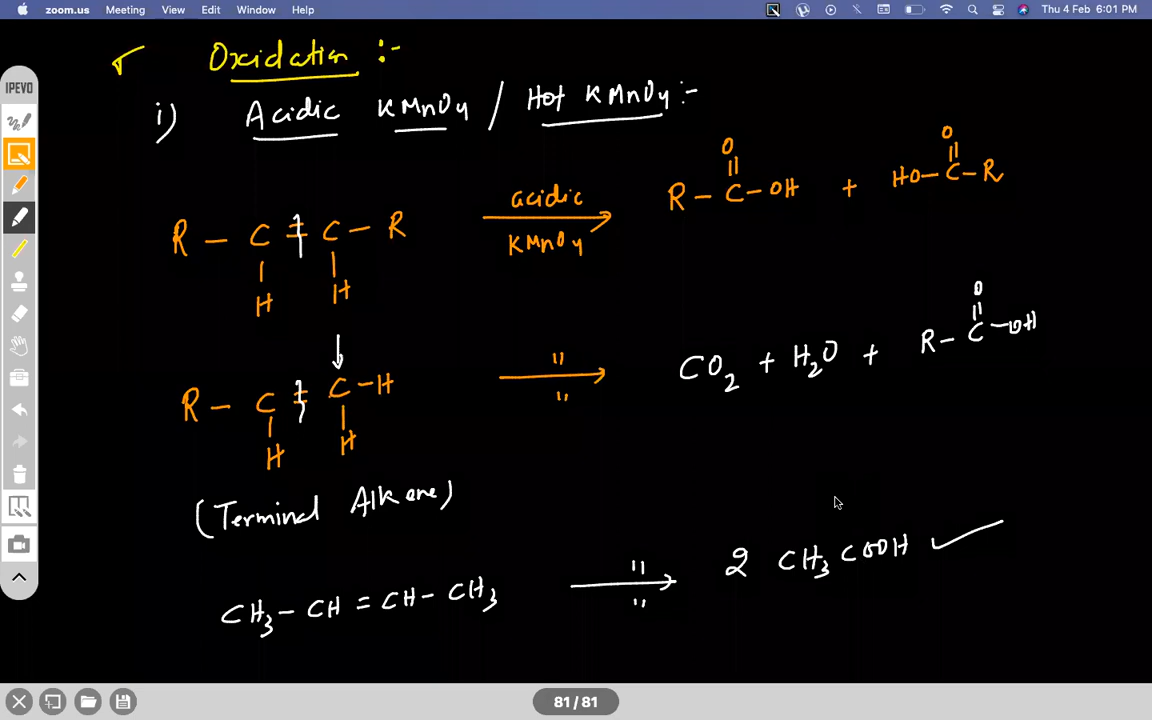 zoom.us Meeting View Edit Window Help Thu 4 Feb 6:01 PM
IPEVO
Oxidation :-
i) Acidic KMnO4 / Hot KMnO4 :-
O O
R - C = C - R acidic R - C - OH + HO - C - R
H H KMnO4
O
R - C = C - H " CO2 + H2O + R - C - OH
H H "
(Terminal Alkene)
CH3 - CH = CH - CH3 " " 2 CH3COOH
81/81